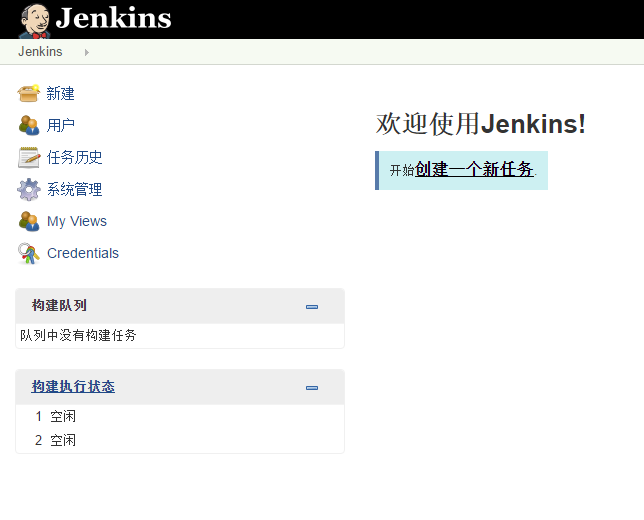 Jenkins
Jenkins
新建
用户
任务历史
系统管理
My Views
Credentials
构建队列
队列中没有构建任务
构建执行状态
1 空闲
2 空闲
欢迎使用Jenkins!
开始创建一个新任务.